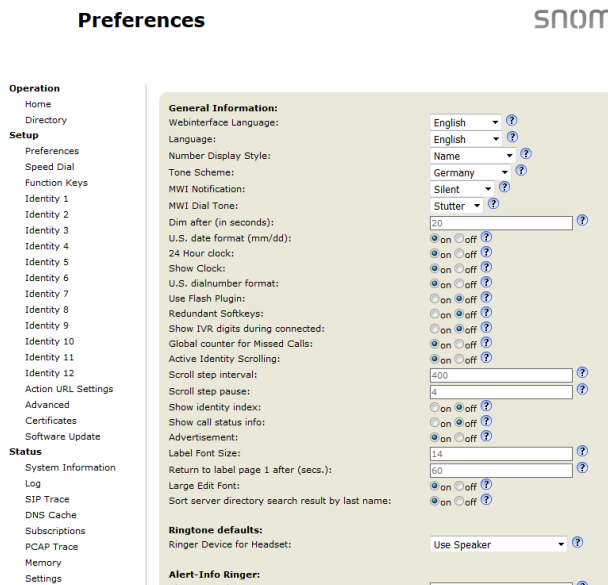 Preferences
snom
Operation
Home
Directory
Setup
Preferences
Speed Dial
Function Keys
Identity 1
Identity 2
Identity 3
Identity 4
Identity 5
Identity 6
Identity 7
Identity 8
Identity 9
Identity 10
Identity 11
Identity 12
Action URL Settings
Advanced
Certificates
Software Update
Status
System Information
Log
SIP Trace
DNS Cache
Subscriptions
PCAP Trace
Memory
Settings
General Information:
Webinterface Language: English ?
Language: English ?
Number Display Style: Name ?
Tone Scheme: Germany ?
MWI Notification: Silent ?
MWI Dial Tone: Stutter ?
Dim after (in seconds): 20 ?
U.S. date format (mm/dd): on off ?
24 Hour clock: on off ?
Show Clock: on off ?
U.S. dialnumber format: on off ?
Use Flash Plugin: on off ?
Redundant Softkeys: on off ?
Show IVR digits during connected: on off ?
Global counter for Missed Calls: on off ?
Active Identity Scrolling: on off ?
Scroll step interval: 400 ?
Scroll step pause: 4 ?
Show identity index: on off ?
Show call status info: on off ?
Advertisement: on off ?
Label Font Size: 14 ?
Return to label page 1 after (secs.): 60 ?
Large Edit Font: on off ?
Sort server directory search result by last name: on off ?
Ringtone defaults:
Ringer Device for Headset: Use Speaker ?
Alert-Info Ringer: